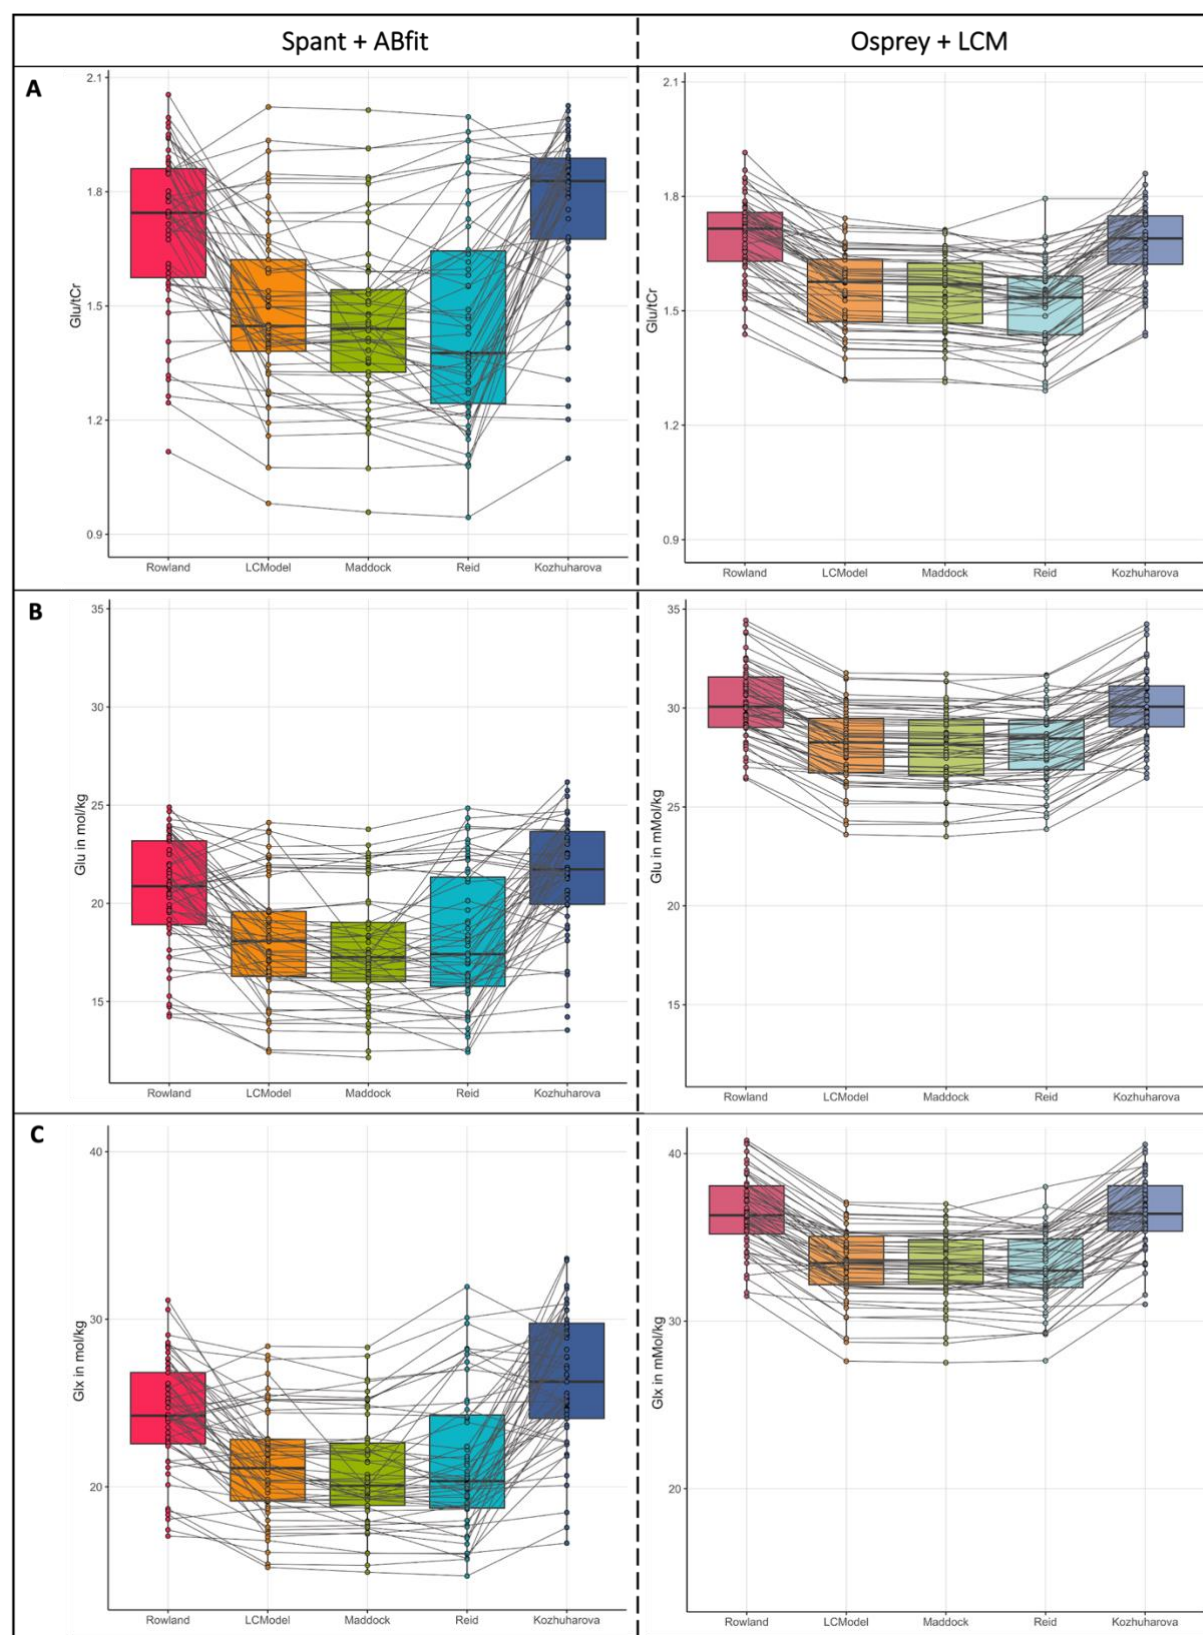 Spant + ABfit
Osprey + LCM
A
Glu/tCr
2.1
1.8
1.5
1.2
0.9
Rowland LCModel Maddock Reid Kozhuharova
Glu/tCr
2.1
1.8
1.5
1.2
0.9
Rowland LCModel Maddock Reid Kozhuharova
B
Glu in mol/kg
35
30
25
20
15
Rowland LCModel Maddock Reid Kozhuharova
Glu in mMol/kg
35
30
25
20
15
Rowland LCModel Maddock Reid Kozhuharova
C
Glx in mol/kg
40
30
20
Rowland LCModel Maddock Reid Kozhuharova
Glx in mMol/kg
40
30
20
Rowland LCModel Maddock Reid Kozhuharova